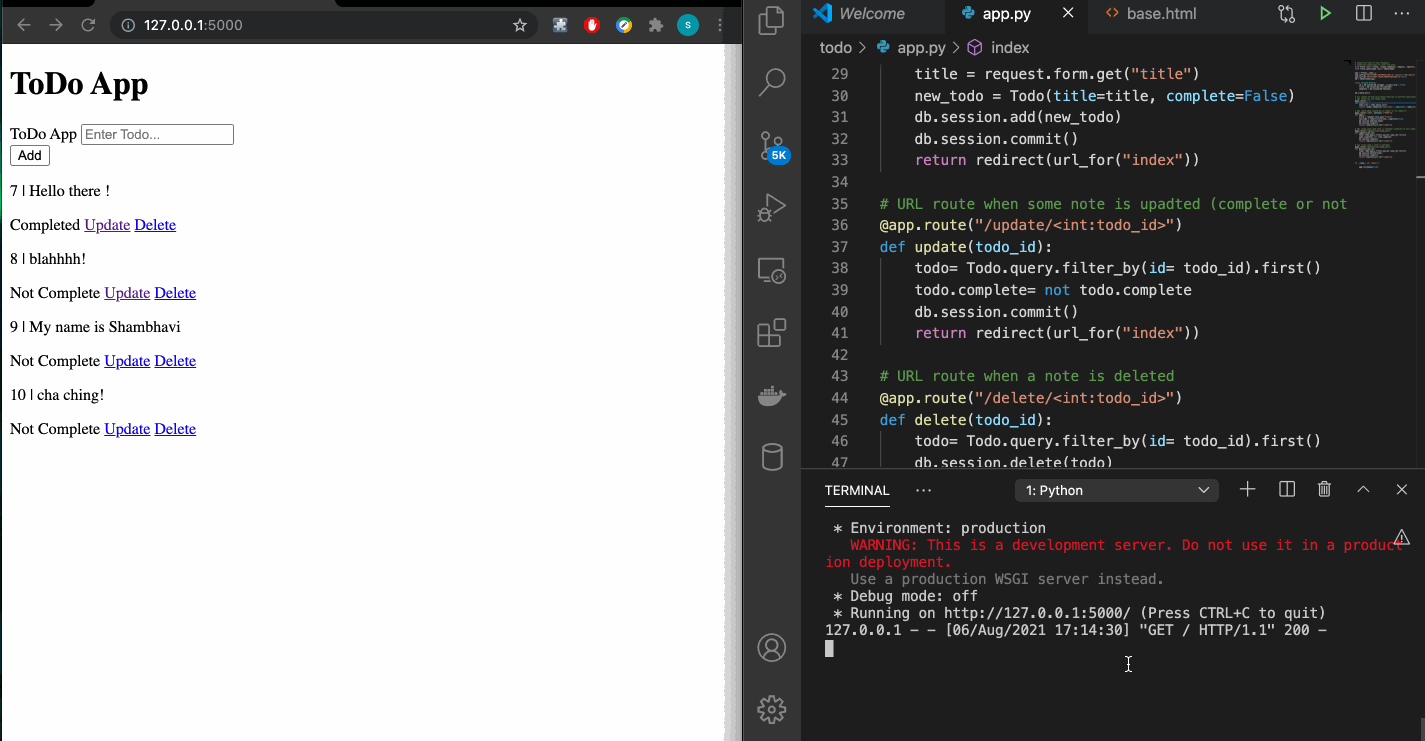 127.0.0.1:5000
S
ToDo App
ToDo App Enter Todo...
Add
7 | Hello there !
Completed Update Delete
8 | blahhhh!
Not Complete Update Delete
9 | My name is Shambhavi
Not Complete Update Delete
10 | cha ching!
Not Complete Update Delete
5K
Welcome
app.py
base.html
todo > app.py > index
29 title = request.form.get("title")
30 new_todo = Todo(title=title, complete=False)
31 db.session.add(new_todo)
32 db.session.commit()
33 return redirect(url_for("index"))
34
35 # URL route when some note is upadted (complete or not
36 @app.route("/update/<int:todo_id>")
37 def update(todo_id):
38 todo= Todo.query.filter_by(id= todo_id).first()
39 todo.complete= not todo.complete
40 db.session.commit()
41 return redirect(url_for("index"))
42
43 # URL route when a note is deleted
44 @app.route("/delete/<int:todo_id>")
45 def delete(todo_id):
46 todo= Todo.query.filter_by(id= todo_id).first()
47 db.session.delete(todo)
TERMINAL ... 1: Python
* Environment: production
WARNING: This is a development server. Do not use it in a product
ion deployment.
Use a production WSGI server instead.
* Debug mode: off
* Running on http://127.0.0.1:5000/ (Press CTRL+C to quit)
127.0.0.1 - - [06/Aug/2021 17:14:30] "GET / HTTP/1.1" 200 -